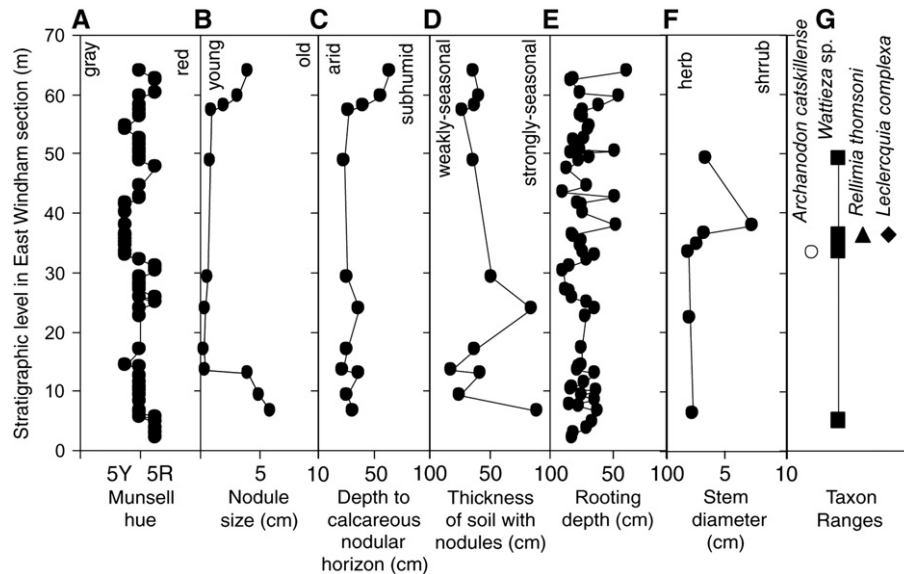 A B C D E F G
Stratigraphic level in East Windham section (m)
70
60
50
40
30
20
10
0
gray
red
young
old
arid
subhumid
weakly-seasonal
strongly-seasonal
herb
shrrub
Archanodon catskillense
Wattieza sp.
Rellimia thomsoni
Leclercquia complexa
5Y 5R 5 10 50 100 50 100 50 100 5 10
Munsell
hue
Nodule
size (cm)
Depth to
calcareous
nodular
horizon (cm)
Thickness
of soil with
nodules (cm)
Rooting
depth (cm)
Stem
diameter
(cm)
Taxon
Ranges